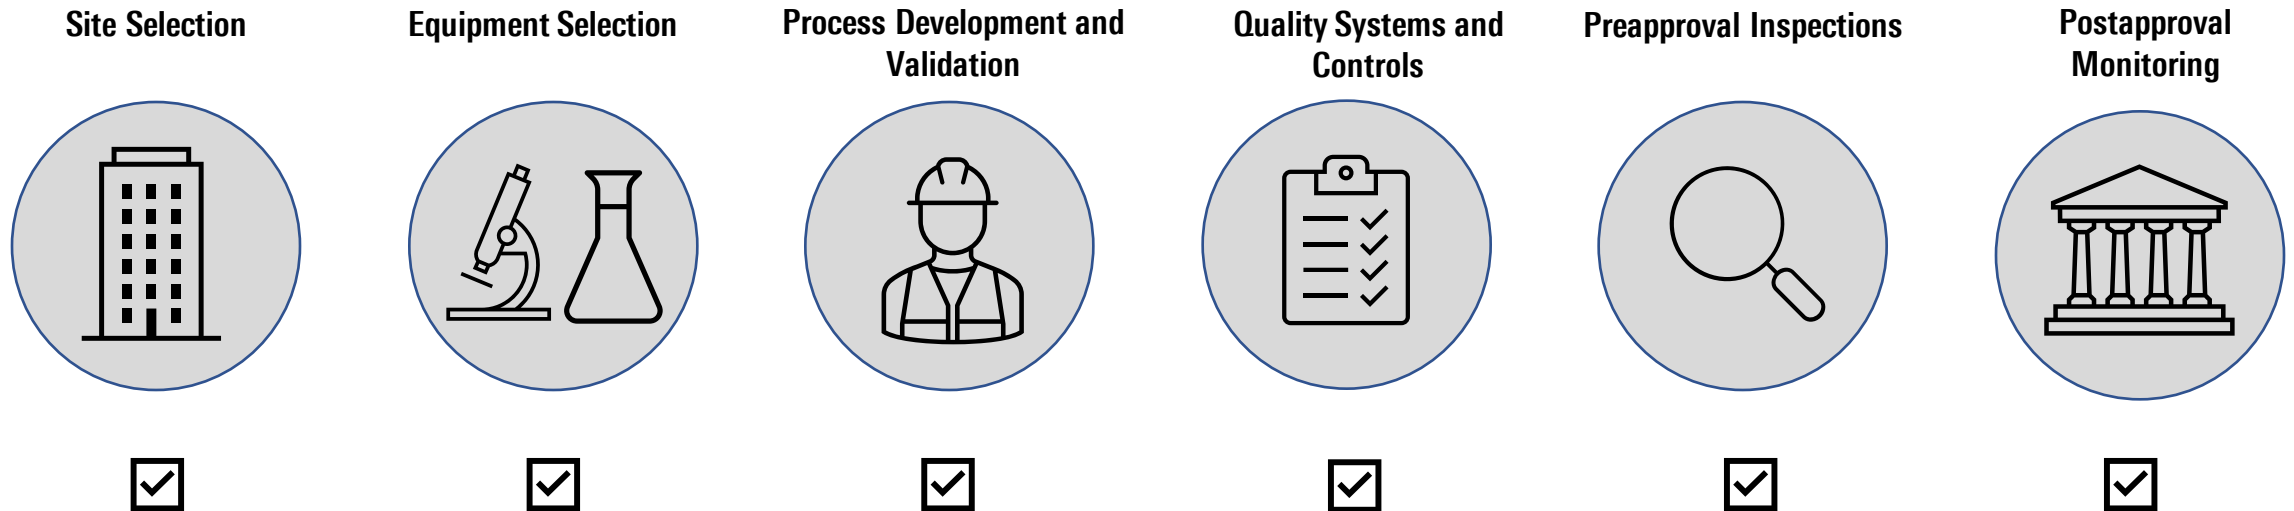 Site Selection
Equipment Selection
Process Development and
Validation
Quality Systems and
Controls
Preapproval Inspections
Postapproval
Monitoring